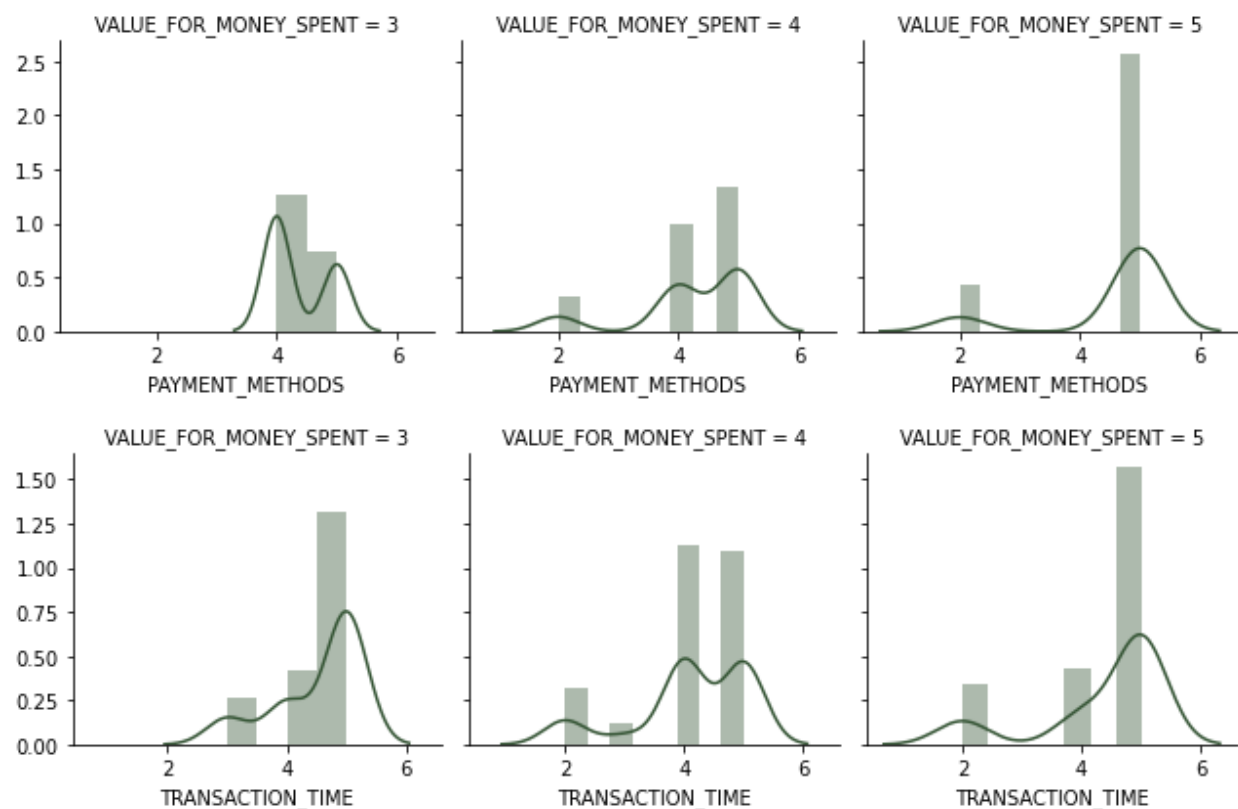 VALUE_FOR_MONEY_SPENT = 3 VALUE_FOR_MONEY_SPENT = 4 VALUE_FOR_MONEY_SPENT = 5
2.5
2.0
1.5
1.0
0.5
0.0
2 4 6 2 4 6 2 4 6
PAYMENT_METHODS PAYMENT_METHODS PAYMENT_METHODS
VALUE_FOR_MONEY_SPENT = 3 VALUE_FOR_MONEY_SPENT = 4 VALUE_FOR_MONEY_SPENT = 5
1.50
1.25
1.00
0.75
0.50
0.25
0.00
2 4 6 2 4 6 2 4 6
TRANSACTION_TIME TRANSACTION_TIME TRANSACTION_TIME